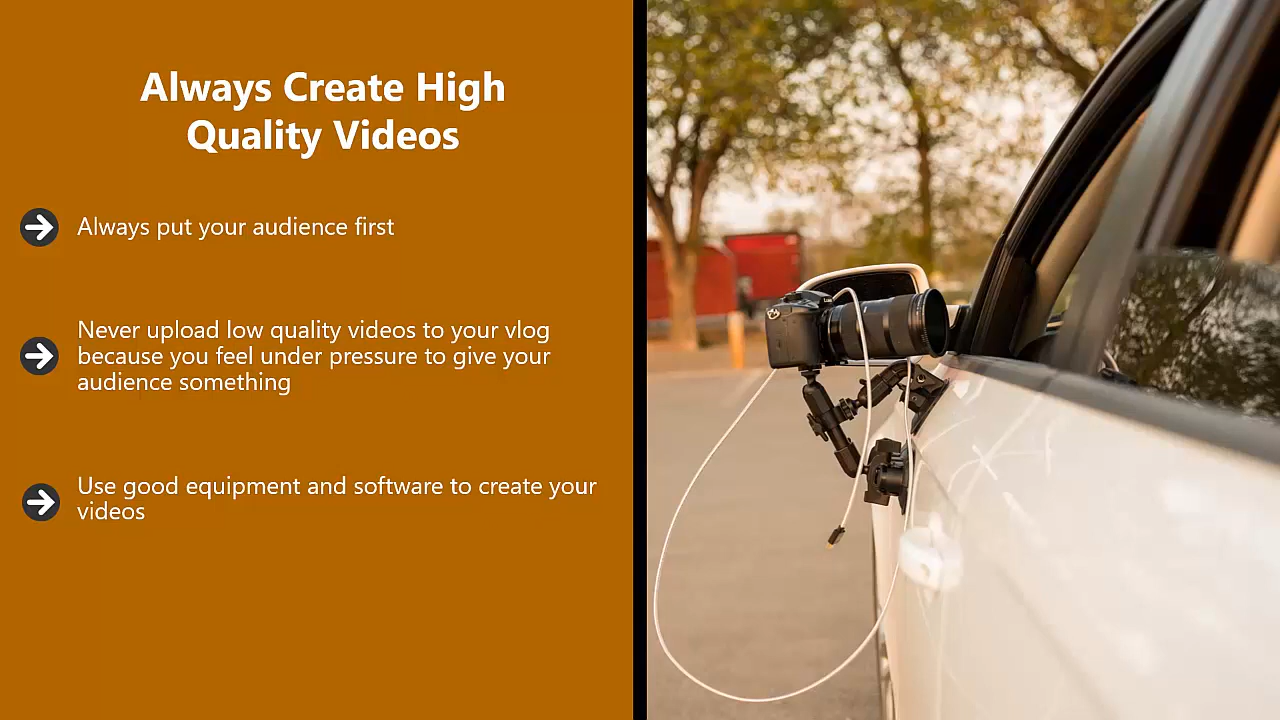 Always Create High
Quality Videos
Always put your audience first
Never upload low quality videos to your vlog
because you feel under pressure to give your
audience something
Use good equipment and software to create your
videos